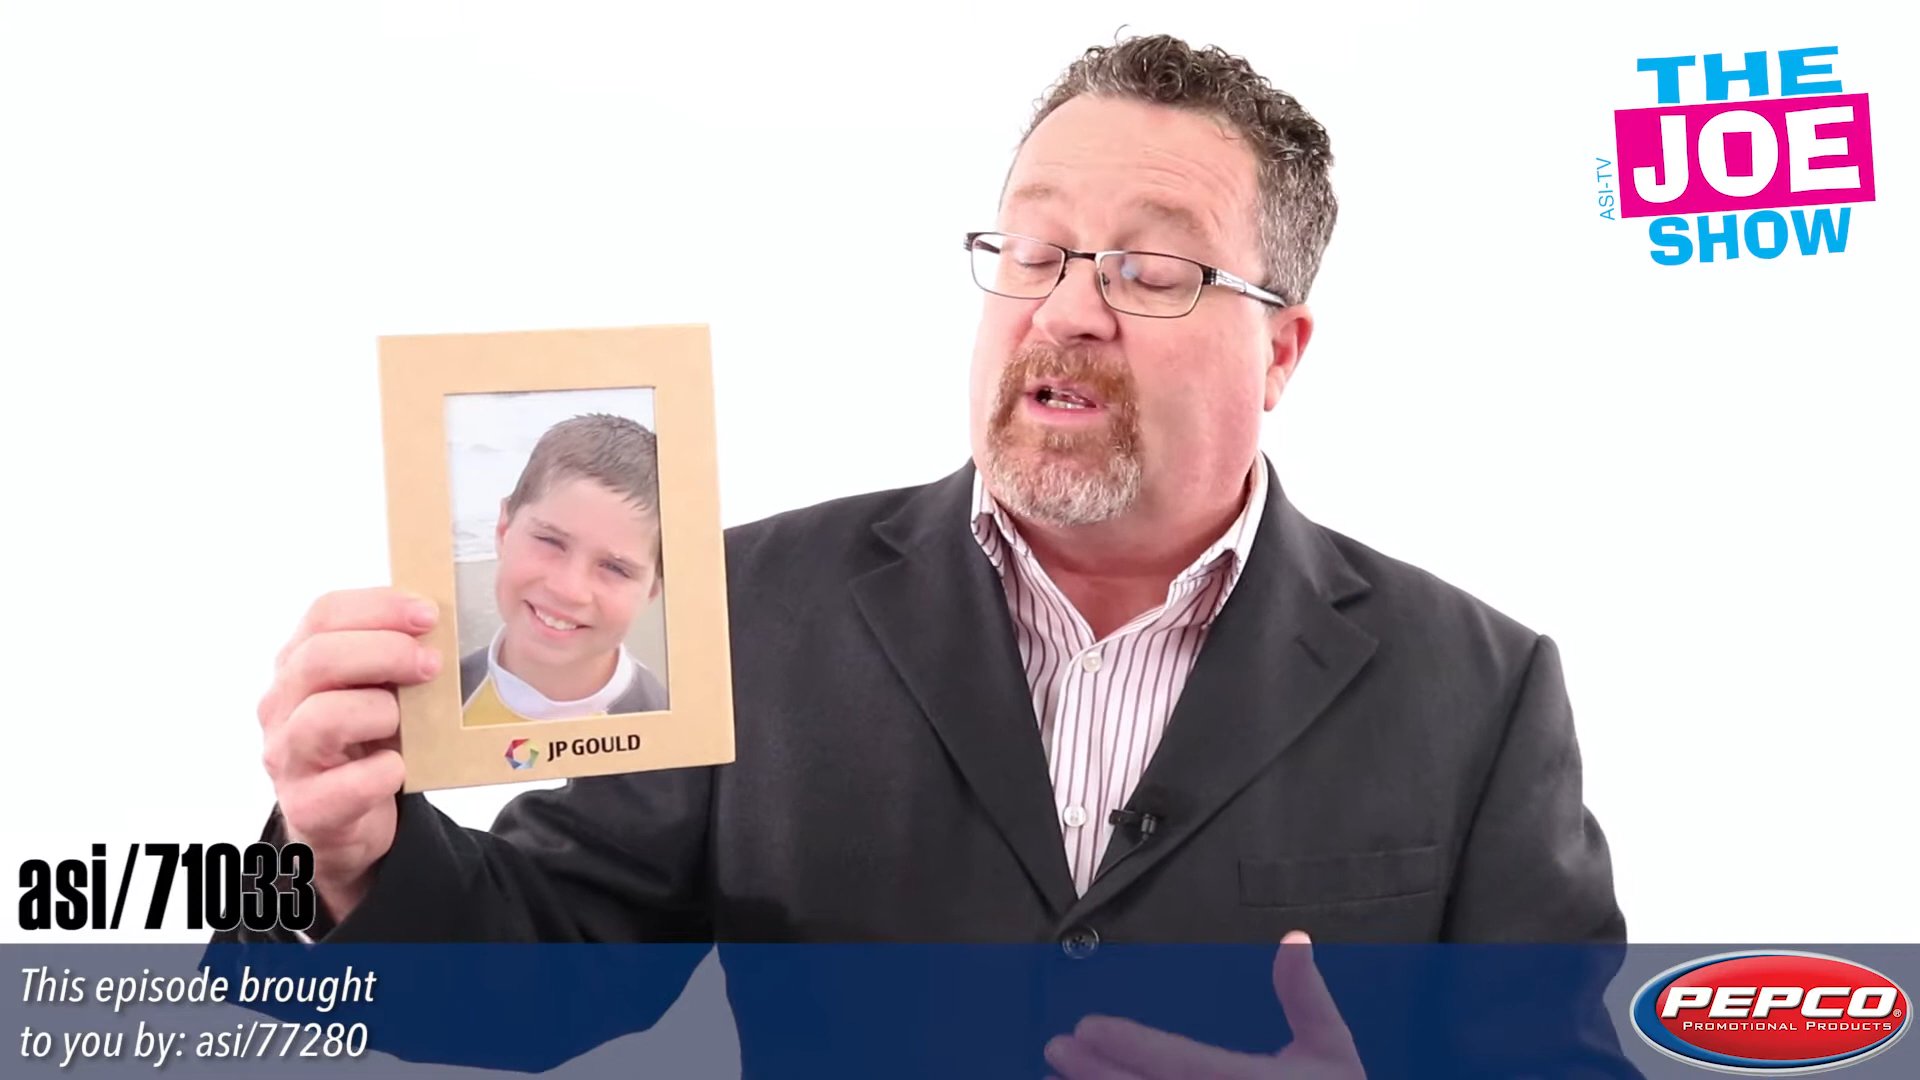 THE
JOE
SHOW
ASI-TV
JP GOULD
asi/71033
This episode brought
to you by: asi/77280
PEPCO®
PROMOTIONAL PRODUCTS